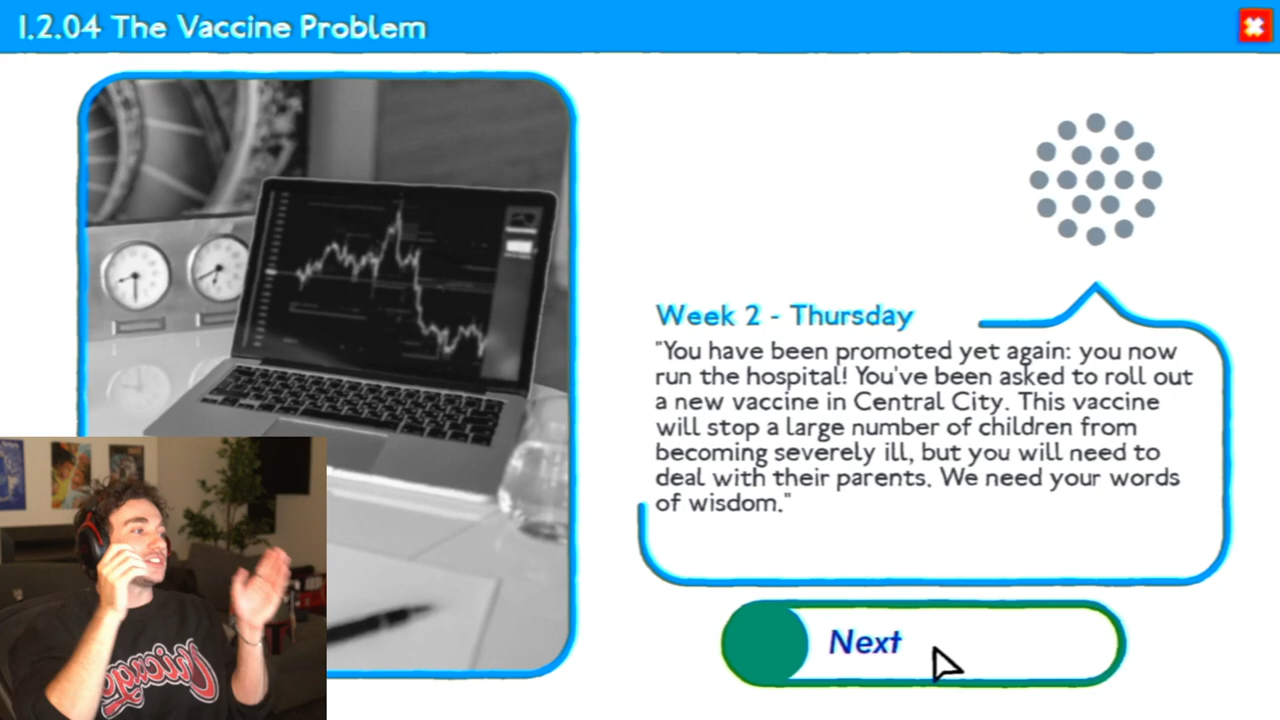 1.2.04 The Vaccine Problem
Week 2 - Thursday
"You have been promoted yet again: you now
run the hospital! You've been asked to roll out
a new vaccine in Central City. This vaccine
will stop a large number of children from
becoming severely ill, but you will need to
deal with their parents. We need your words
of wisdom."
Next
Chicago